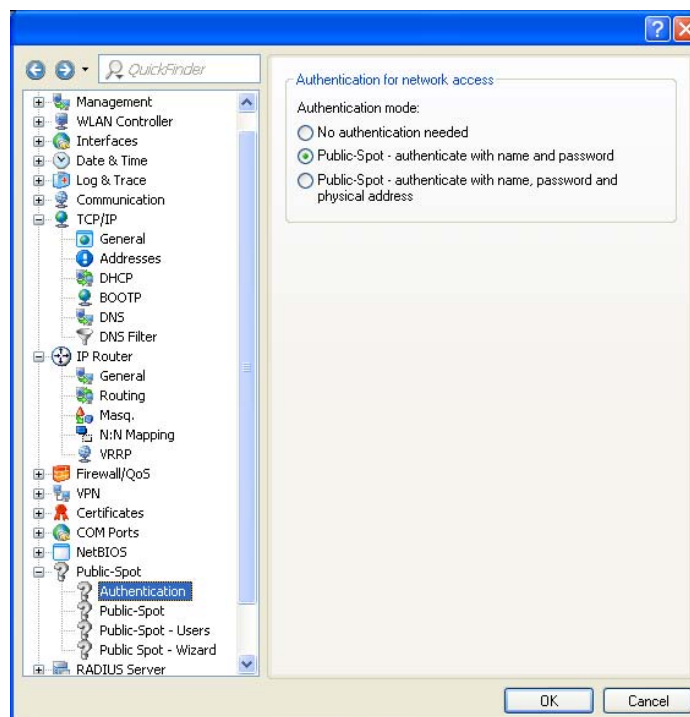 QuickFinder
Management
WLAN Controller
Interfaces
Date & Time
Log & Trace
Communication
TCP/IP
General
Addresses
DHCP
BOOTP
DNS
DNS Filter
IP Router
General
Routing
Masq.
N:N Mapping
VRRP
Firewall/QoS
VPN
Certificates
COM Ports
NetBIOS
Public-Spot
Authentication
Public-Spot
Public-Spot - Users
Public Spot - Wizard
RADIUS Server
Authentication for network access
Authentication mode:
No authentication needed
Public-Spot - authenticate with name and password
Public-Spot - authenticate with name, password and
physical address
OK
Cancel